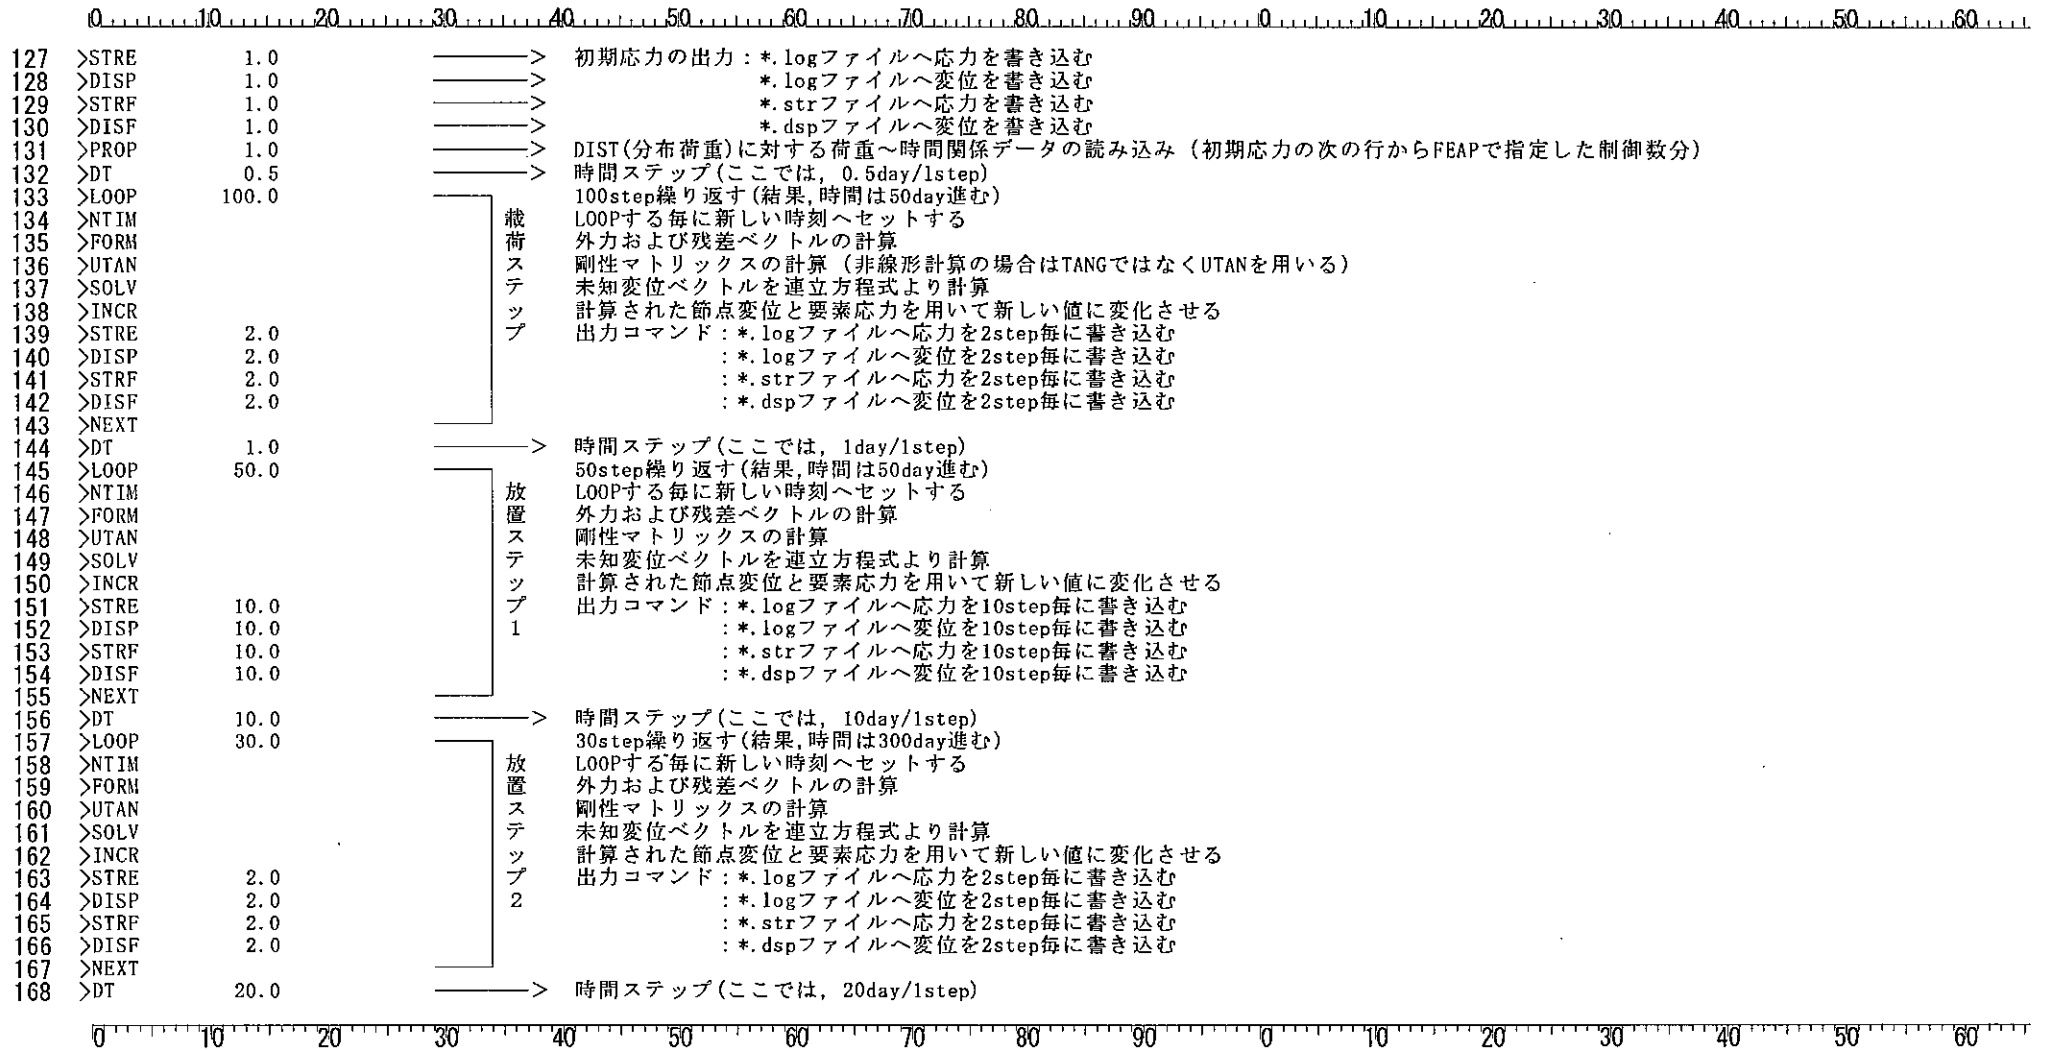 0 10 20 30 40 50 60 70 80 90 0 10 20 30 40 50 60
127 >STRE 1.0 ———> 初期応力の出力:*.logファイルへ応力を書き込む
128 >DISP 1.0 ———> *.logファイルへ変位を書き込む
129 >STRF 1.0 ———> *.strファイルへ応力を書き込む
130 >DISF 1.0 ———> *.dspファイルへ変位を書き込む
131 >PROP 1.0 ———> DIST(分布荷重)に対する荷重~時間関係データの読み込み (初期応力の次の行からFEAPで指定した制御数分)
132 >DT 0.5 ———> 時間ステップ(ここでは, 0.5day/1step)
133 >LOOP 100.0 100step繰り返す(結果,時間は50day進む)
134 >NTIM 載 LOOPする毎に新しい時刻へセットする
135 >FORM 荷 外力および残差ベクトルの計算
136 >UTAN ス 剛性マトリックスの計算 (非線形計算の場合はTANGではなくUTANを用いる)
137 >SOLV テ 未知変位ベクトルを連立方程式より計算
138 >INCR ッ 計算された節点変位と要素応力を用いて新しい値に変化させる
139 >STRE 2.0 プ 出力コマンド:*.logファイルへ応力を2step毎に書き込む
140 >DISP 2.0 :*.logファイルへ変位を2step毎に書き込む
141 >STRF 2.0 :*.strファイルへ応力を2step毎に書き込む
142 >DISF 2.0 :*.dspファイルへ変位を2step毎に書き込む
143 >NEXT
144 >DT 1.0 ———> 時間ステップ(ここでは, 1day/1step)
145 >LOOP 50.0 50step繰り返す(結果,時間は50day進む)
146 >NTIM 放 LOOPする毎に新しい時刻へセットする
147 >FORM 置 外力および残差ベクトルの計算
148 >UTAN ス 剛性マトリックスの計算
149 >SOLV テ 未知変位ベクトルを連立方程式より計算
150 >INCR ッ 計算された節点変位と要素応力を用いて新しい値に変化させる
151 >STRE 10.0 プ 出力コマンド:*.logファイルへ応力を10step毎に書き込む
152 >DISP 10.0 1 :*.logファイルへ変位を10step毎に書き込む
153 >STRF 10.0 :*.strファイルへ応力を10step毎に書き込む
154 >DISF 10.0 :*.dspファイルへ変位を10step毎に書き込む
155 >NEXT
156 >DT 10.0 ———> 時間ステップ(ここでは, 10day/1step)
157 >LOOP 30.0 30step繰り返す(結果,時間は300day進む)
158 >NTIM 放 LOOPする毎に新しい時刻へセットする
159 >FORM 置 外力および残差ベクトルの計算
160 >UTAN ス 剛性マトリックスの計算
161 >SOLV テ 未知変位ベクトルを連立方程式より計算
162 >INCR ッ 計算された節点変位と要素応力を用いて新しい値に変化させる
163 >STRE 2.0 プ 出力コマンド:*.logファイルへ応力を2step毎に書き込む
164 >DISP 2.0 2 :*.logファイルへ変位を2step毎に書き込む
165 >STRF 2.0 :*.strファイルへ応力を2step毎に書き込む
166 >DISF 2.0 :*.dspファイルへ変位を2step毎に書き込む
167 >NEXT
168 >DT 20.0 ———> 時間ステップ(ここでは, 20day/1step)
0 10 20 30 40 50 60 70 80 90 0 10 20 30 40 50 60